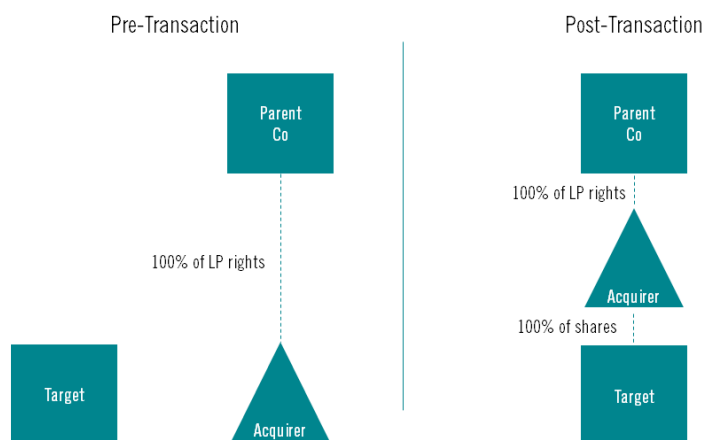 Pre-Transaction
Parent
Co
100% of LP rights
Target
Acquirer
Post-Transaction
Parent
Co
100% of LP rights
Acquirer
100% of shares
Target